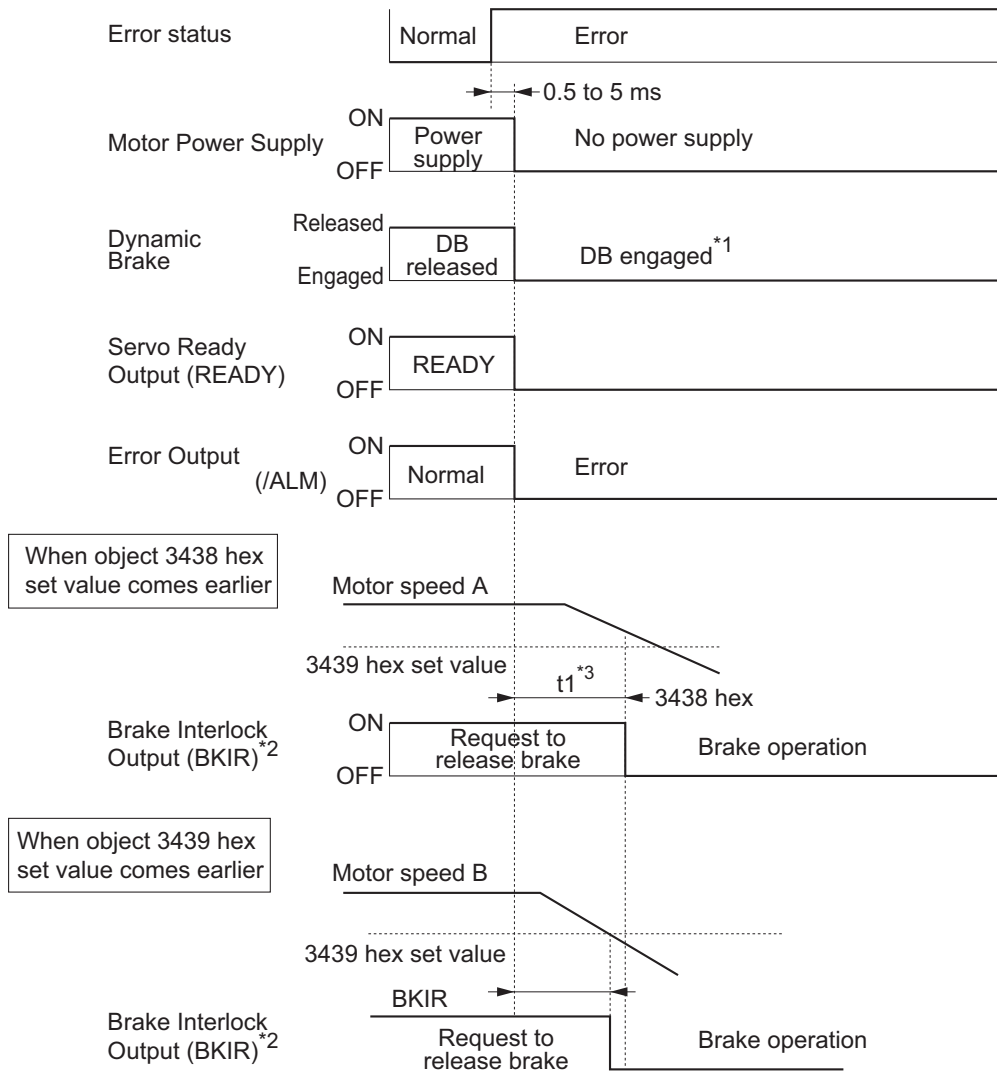 Error status
Normal
Error
0.5 to 5 ms
Motor Power Supply
ON
OFF
Power
supply
No power supply
Dynamic
Brake
Released
Engaged
DB
released
DB engaged*1
Servo Ready
Output (READY)
ON
OFF
READY
Error Output
(/ALM)
ON
OFF
Normal
Error
When object 3438 hex
set value comes earlier
Motor speed A
3439 hex set value
t1*3
3438 hex
Brake Interlock
Output (BKIR)*2
ON
OFF
Request to
release brake
Brake operation
When object 3439 hex
set value comes earlier
Motor speed B
3439 hex set value
BKIR
Brake Interlock
Output (BKIR)*2
Request to
release brake
Brake operation